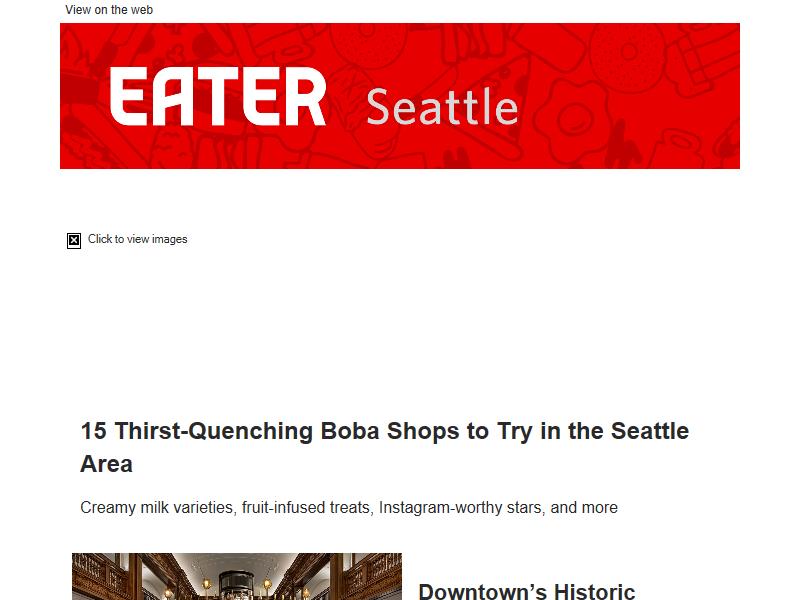 View on the web
EATER Seattle
Click to view images
15 Thirst-Quenching Boba Shops to Try in the Seattle
Area
Creamy milk varieties, fruit-infused treats, Instagram-worthy stars, and more
Downtown’s Historic